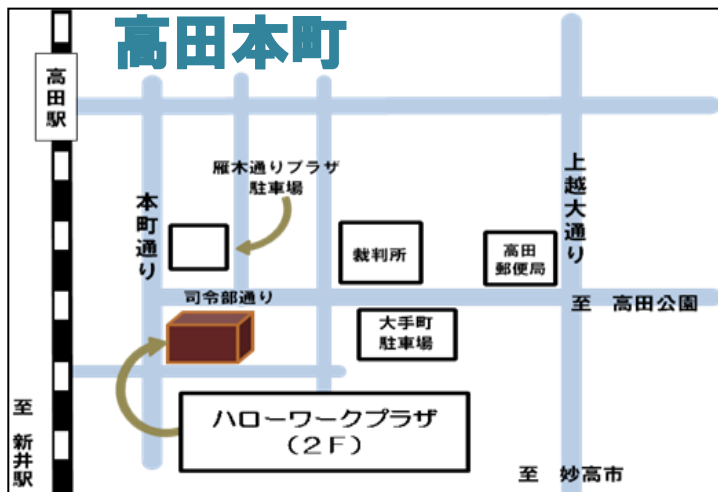 高田本町
高田駅
雁木通りプラザ
駐車場
本町通り
上越大通り
裁判所
高田
郵便局
司令部通り
至 高田公園
大手町
駐車場
至 新井駅
ハローワークプラザ
（２Ｆ）
至 妙高市